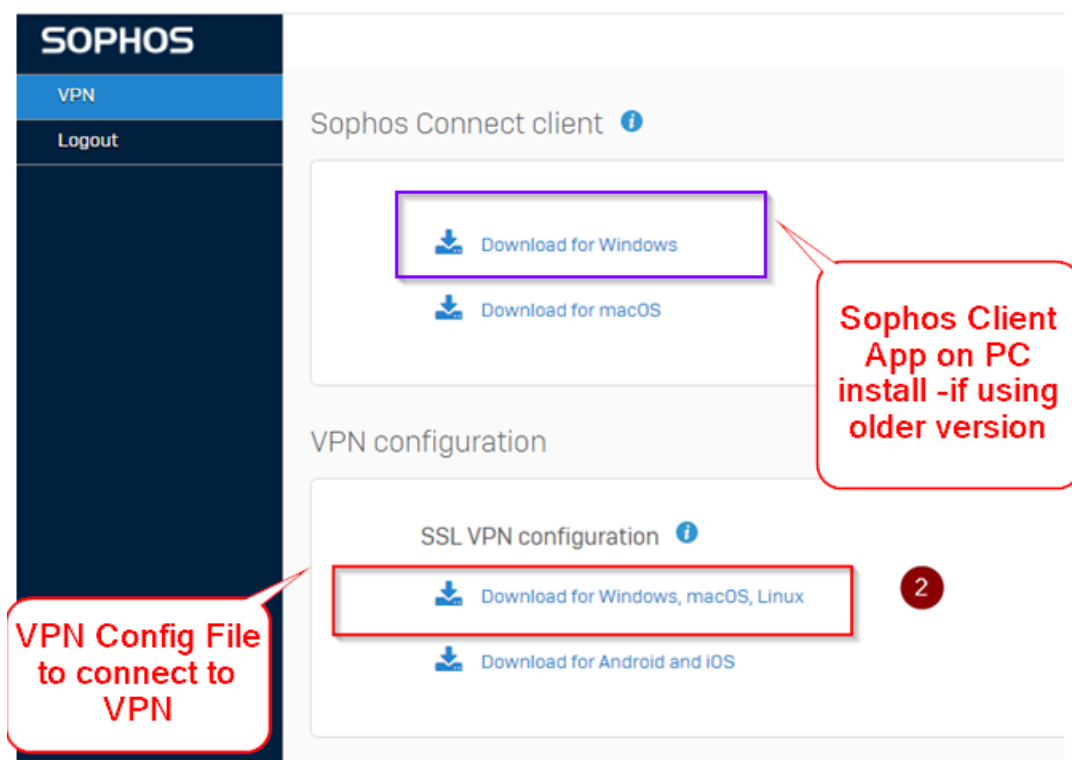 SOPHOS
VPN
Logout
Sophos Connect client
Download for Windows
Download for macOS
Sophos Client
App on PC
install -if using
older version
VPN configuration
SSL VPN configuration
Download for Windows, macOS, Linux
2
Download for Android and iOS
VPN Config File
to connect to
VPN